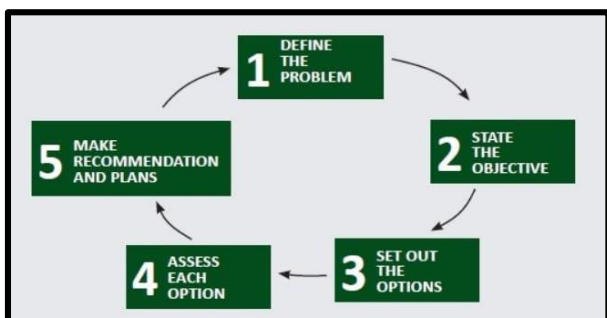 1 DEFINE
THE
PROBLEM
2 STATE
THE
OBJECTIVE
3 SET OUT
THE
OPTIONS
4 ASSESS
EACH
OPTION
5 MAKE
RECOMMENDATION
AND PLANS